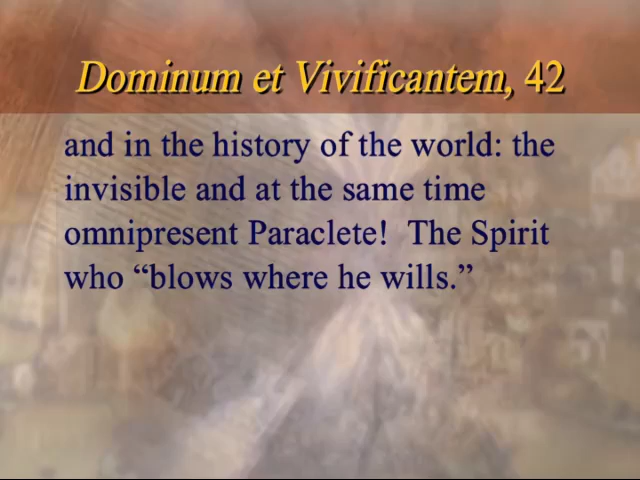 Dominum et Vivificantem, 42
and in the history of the world: the
invisible and at the same time
omnipresent Paraclete!  The Spirit
who “blows where he wills.”